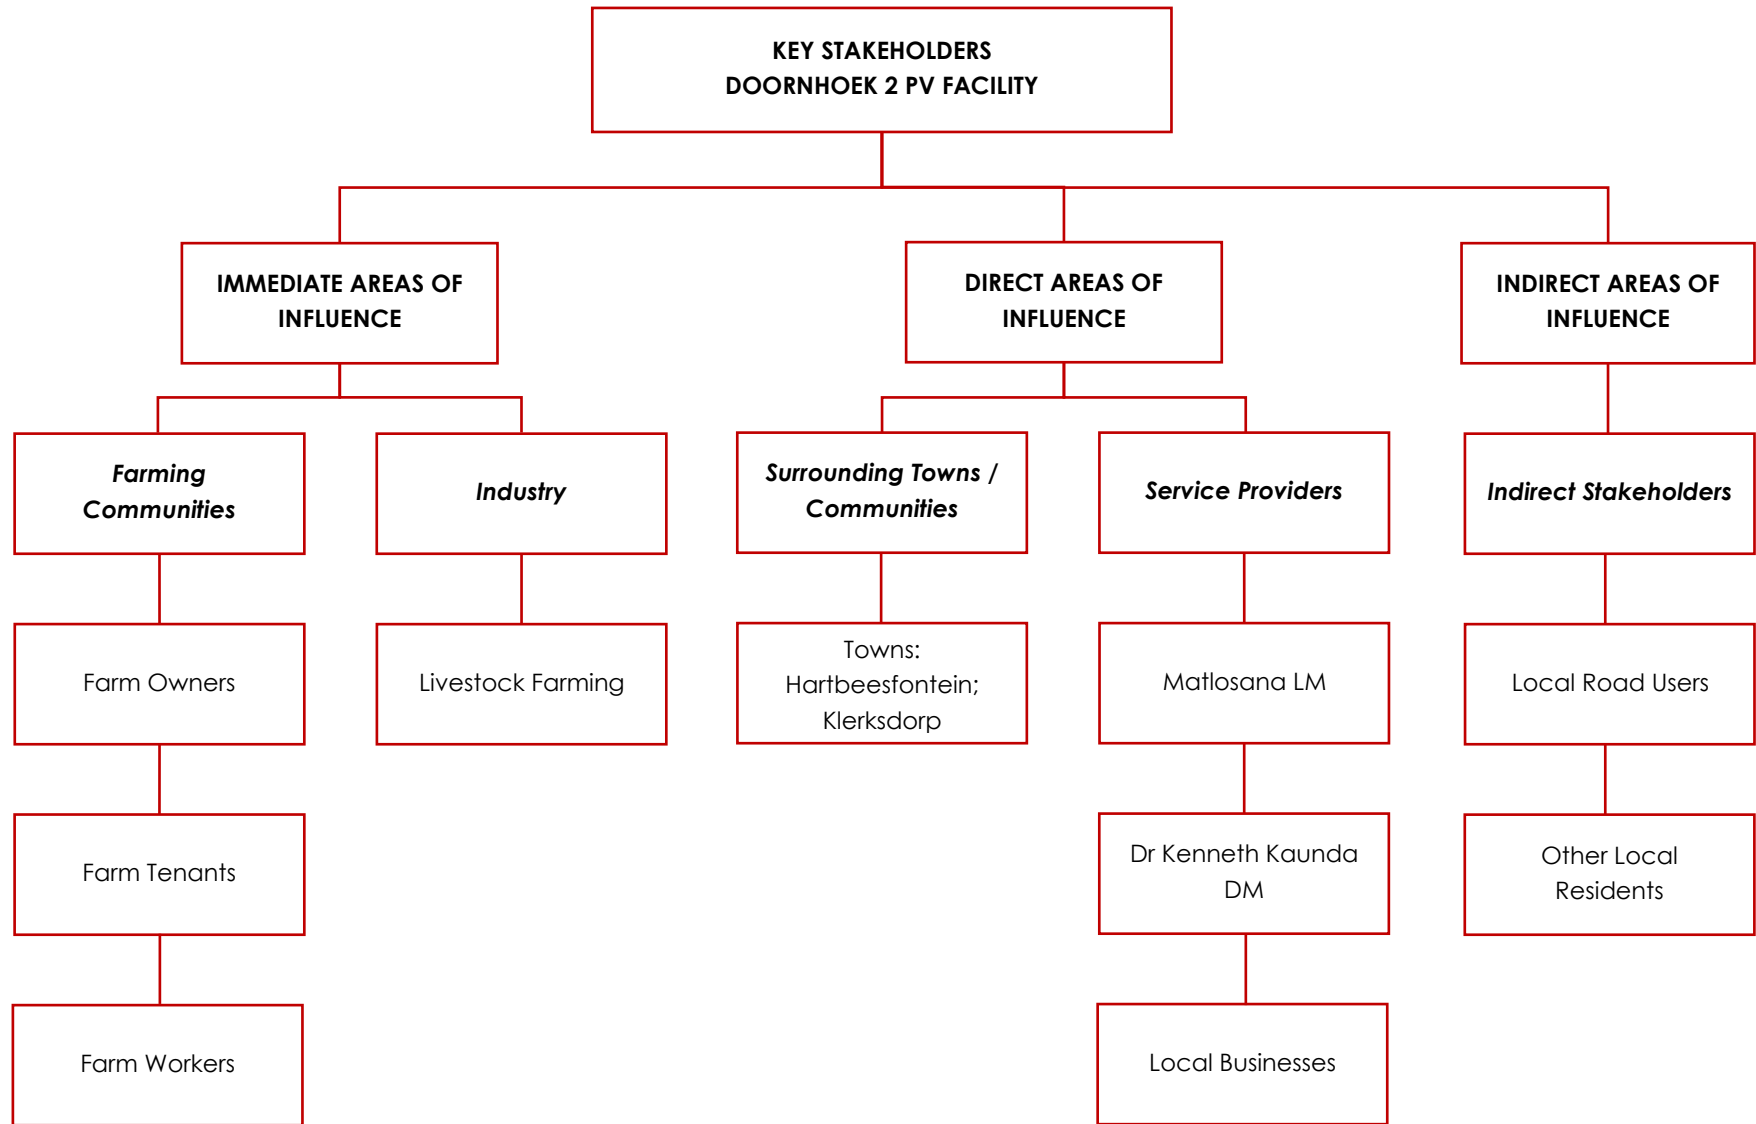 KEY STAKEHOLDERS
DOORNHOEK 2 PV FACILITY
IMMEDIATE AREAS OF
INFLUENCE
DIRECT AREAS OF
INFLUENCE
INDIRECT AREAS OF
INFLUENCE
Farming
Communities
Industry
Surrounding Towns /
Communities
Service Providers
Indirect Stakeholders
Farm Owners
Livestock Farming
Towns:
Hartbeesfontein;
Klerksdorp
Matlosana LM
Local Road Users
Farm Tenants
Dr Kenneth Kaunda
DM
Other Local
Residents
Farm Workers
Local Businesses